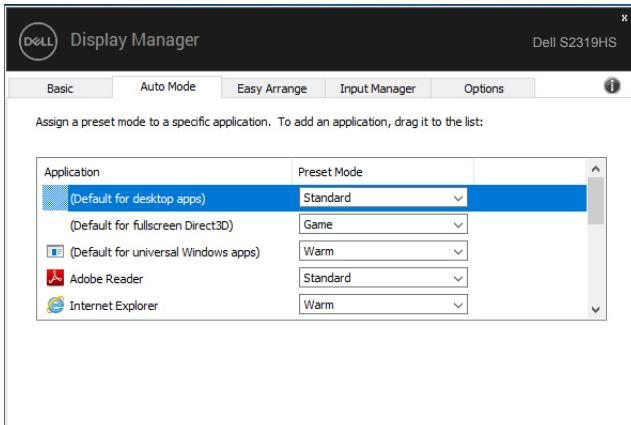 x
DELL Display Manager Dell S2319HS
Basic Auto Mode Easy Arrange Input Manager Options i
Assign a preset mode to a specific application. To add an application, drag it to the list:
Application Preset Mode
(Default for desktop apps) Standard
(Default for fullscreen Direct3D) Game
(Default for universal Windows apps) Warm
Adobe Reader Standard
Internet Explorer Warm